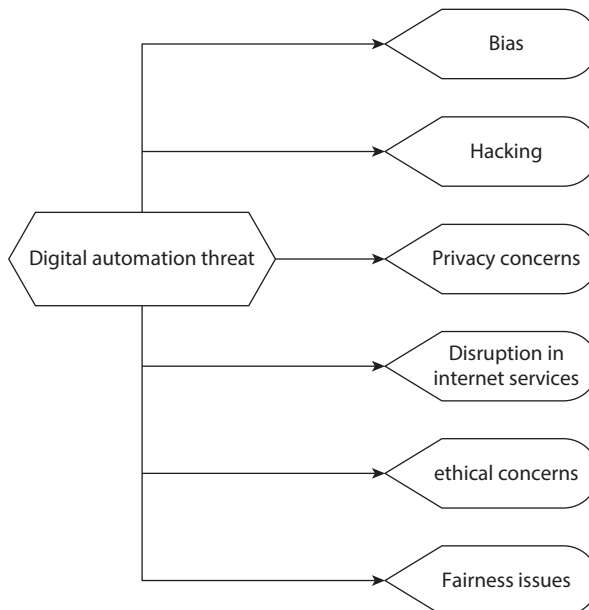 Bias
Hacking
Digital automation threat
Privacy concerns
Disruption in
internet services
ethical concerns
Fairness issues